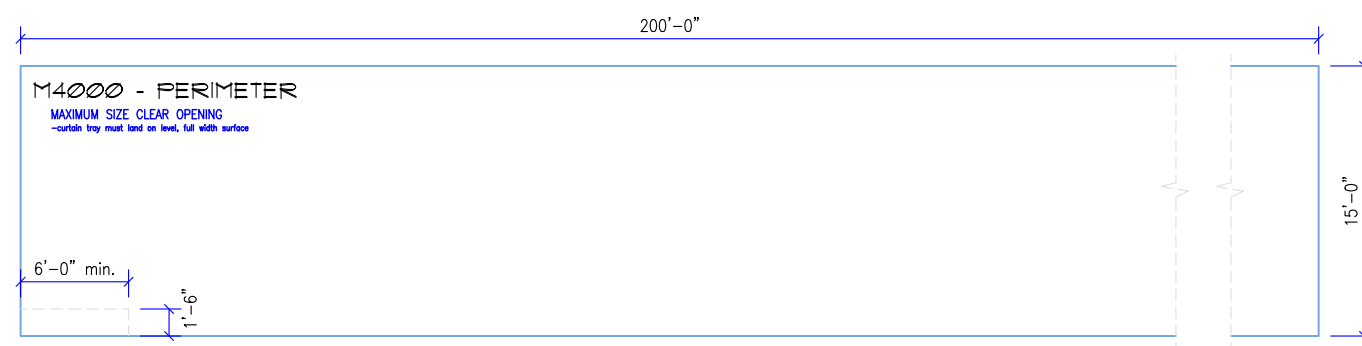 200'-0"
M4000 - PERIMETER
MAXIMUM SIZE CLEAR OPENING
-curtain tray must land on level, full width surface
15'-0"
6'-0" min.
1'-6"